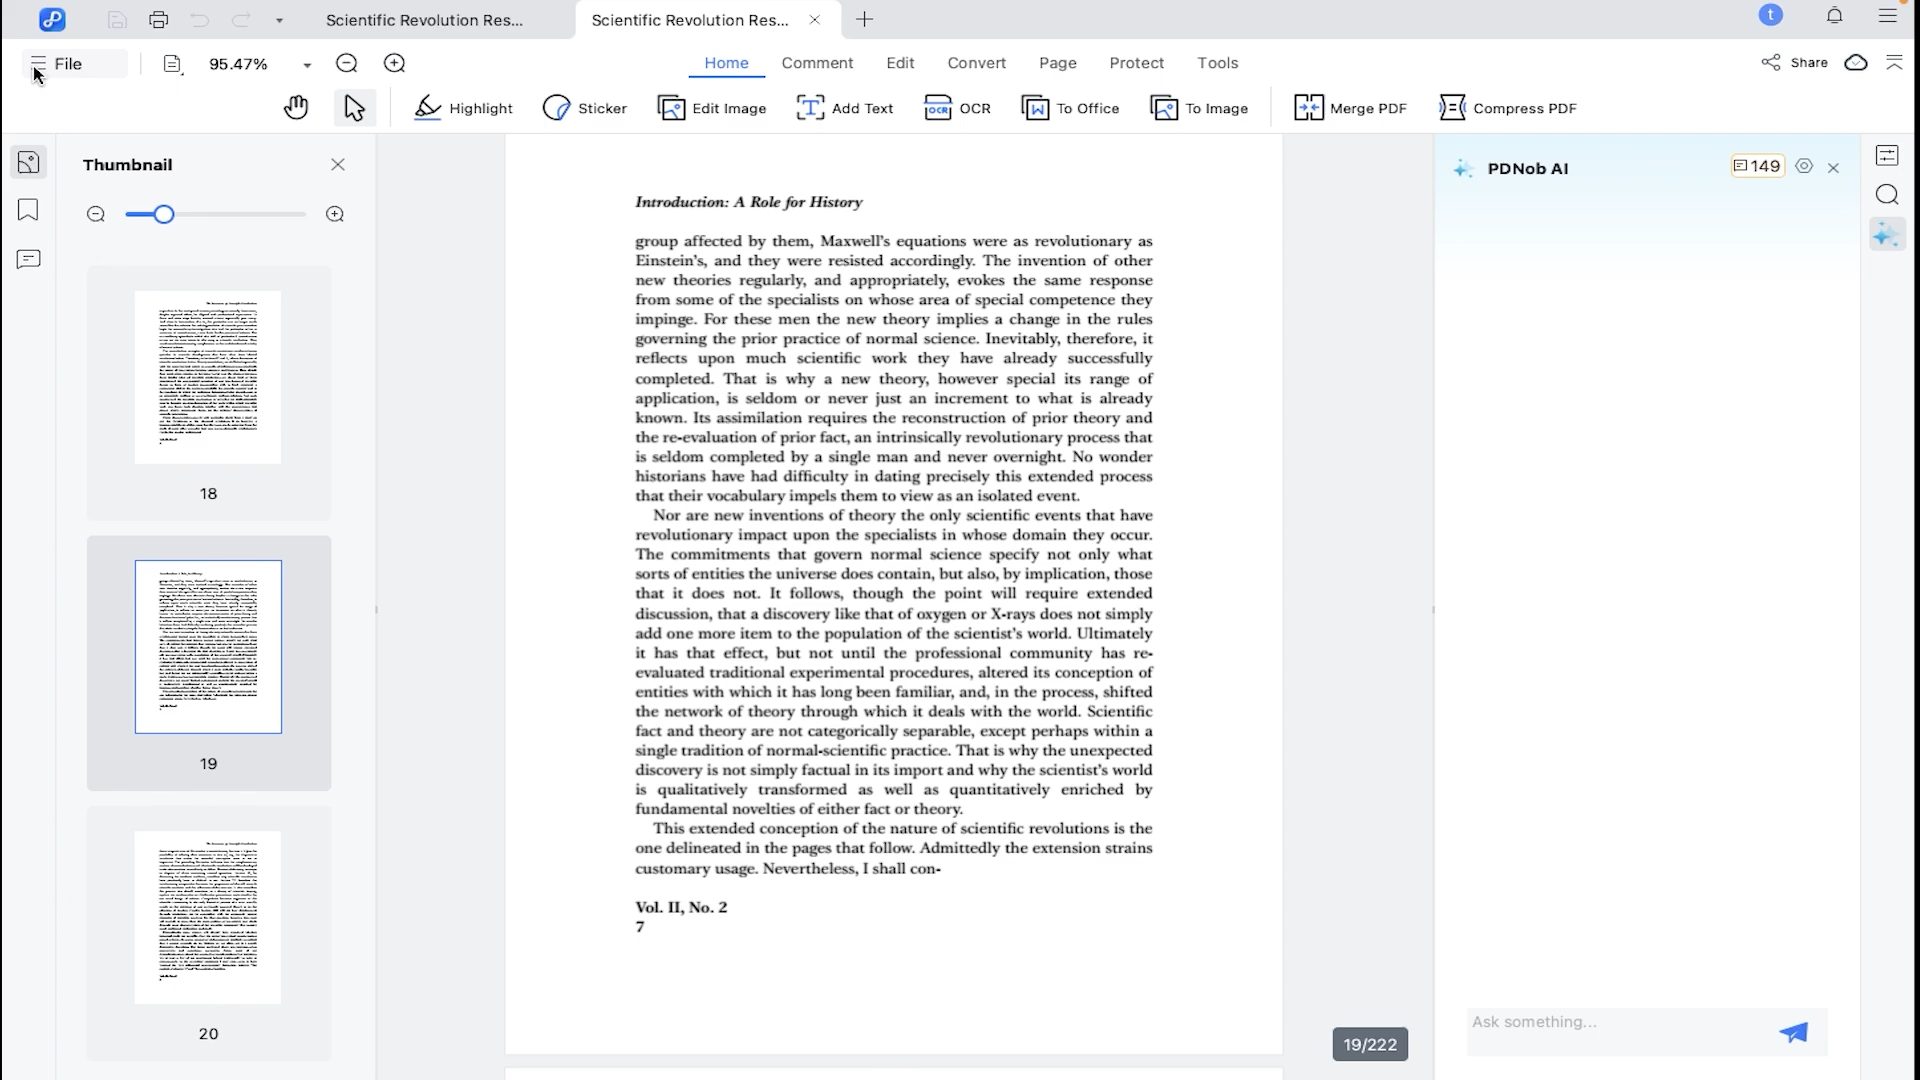 Scientific Revolution Res...
Scientific Revolution Res...
t
File
95.47%
Home
Comment
Edit
Convert
Page
Protect
Tools
Share
Highlight
Sticker
Edit Image
Add Text
OCR
To Office
To Image
Merge PDF
Compress PDF
Thumbnail
18
19
20
Introduction: A Role for History
group affected by them, Maxwell's equations were as revolutionary as
Einstein's, and they were resisted accordingly. The invention of other
new theories regularly, and appropriately, evokes the same response
from some of the specialists on whose area of special competence they
impinge. For these men the new theory implies a change in the rules
governing the prior practice of normal science. Inevitably, therefore, it
reflects upon much scientific work they have already successfully
completed. That is why a new theory, however special its range of
application, is seldom or never just an increment to what is already
known. Its assimilation requires the reconstruction of prior theory and
the re-evaluation of prior fact, an intrinsically revolutionary process that
is seldom completed by a single man and never overnight. No wonder
historians have had difficulty in dating precisely this extended process
that their vocabulary impels them to view as an isolated event.
Nor are new inventions of theory the only scientific events that have
revolutionary impact upon the specialists in whose domain they occur.
The commitments that govern normal science specify not only what
sorts of entities the universe does contain, but also, by implication, those
that it does not. It follows, though the point will require extended
discussion, that a discovery like that of oxygen or X-rays does not simply
add one more item to the population of the scientist's world. Ultimately
it has that effect, but not until the professional community has re-
evaluated traditional experimental procedures, altered its conception of
entities with which it has long been familiar, and, in the process, shifted
the network of theory through which it deals with the world. Scientific
fact and theory are not categorically separable, except perhaps within a
single tradition of normal-scientific practice. That is why the unexpected
discovery is not simply factual in its import and why the scientist's world
is qualitatively transformed as well as quantitatively enriched by
fundamental novelties of either fact or theory.
This extended conception of the nature of scientific revolutions is the
one delineated in the pages that follow. Admittedly the extension strains
customary usage. Nevertheless, I shall con-
Vol. II, No. 2
7
19/222
PDNob AI
149
Ask something...